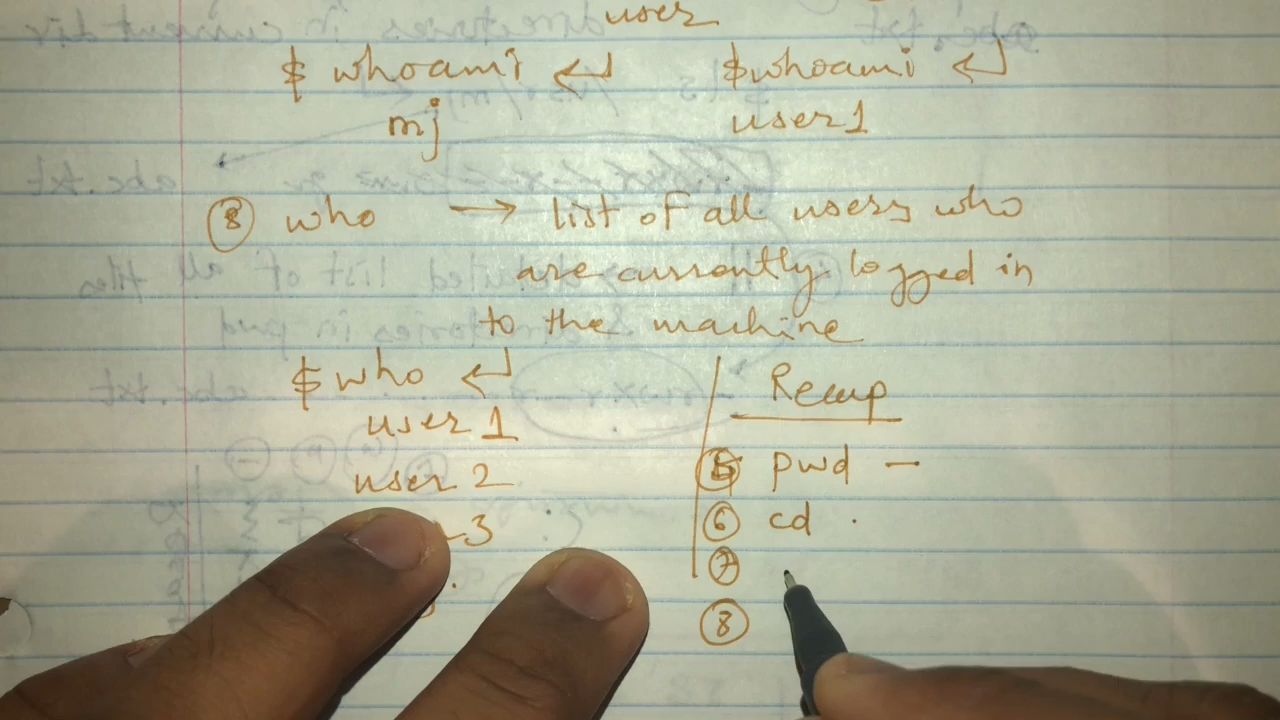 user
$ whoami ↵ $whoami ↵
mj user1
⑧ who → list of all users who
are currently logged in
to the machine
$ who ↵
user 1
user 2
3
Recap
⑤ pwd —
⑥ cd .
⑦
⑧